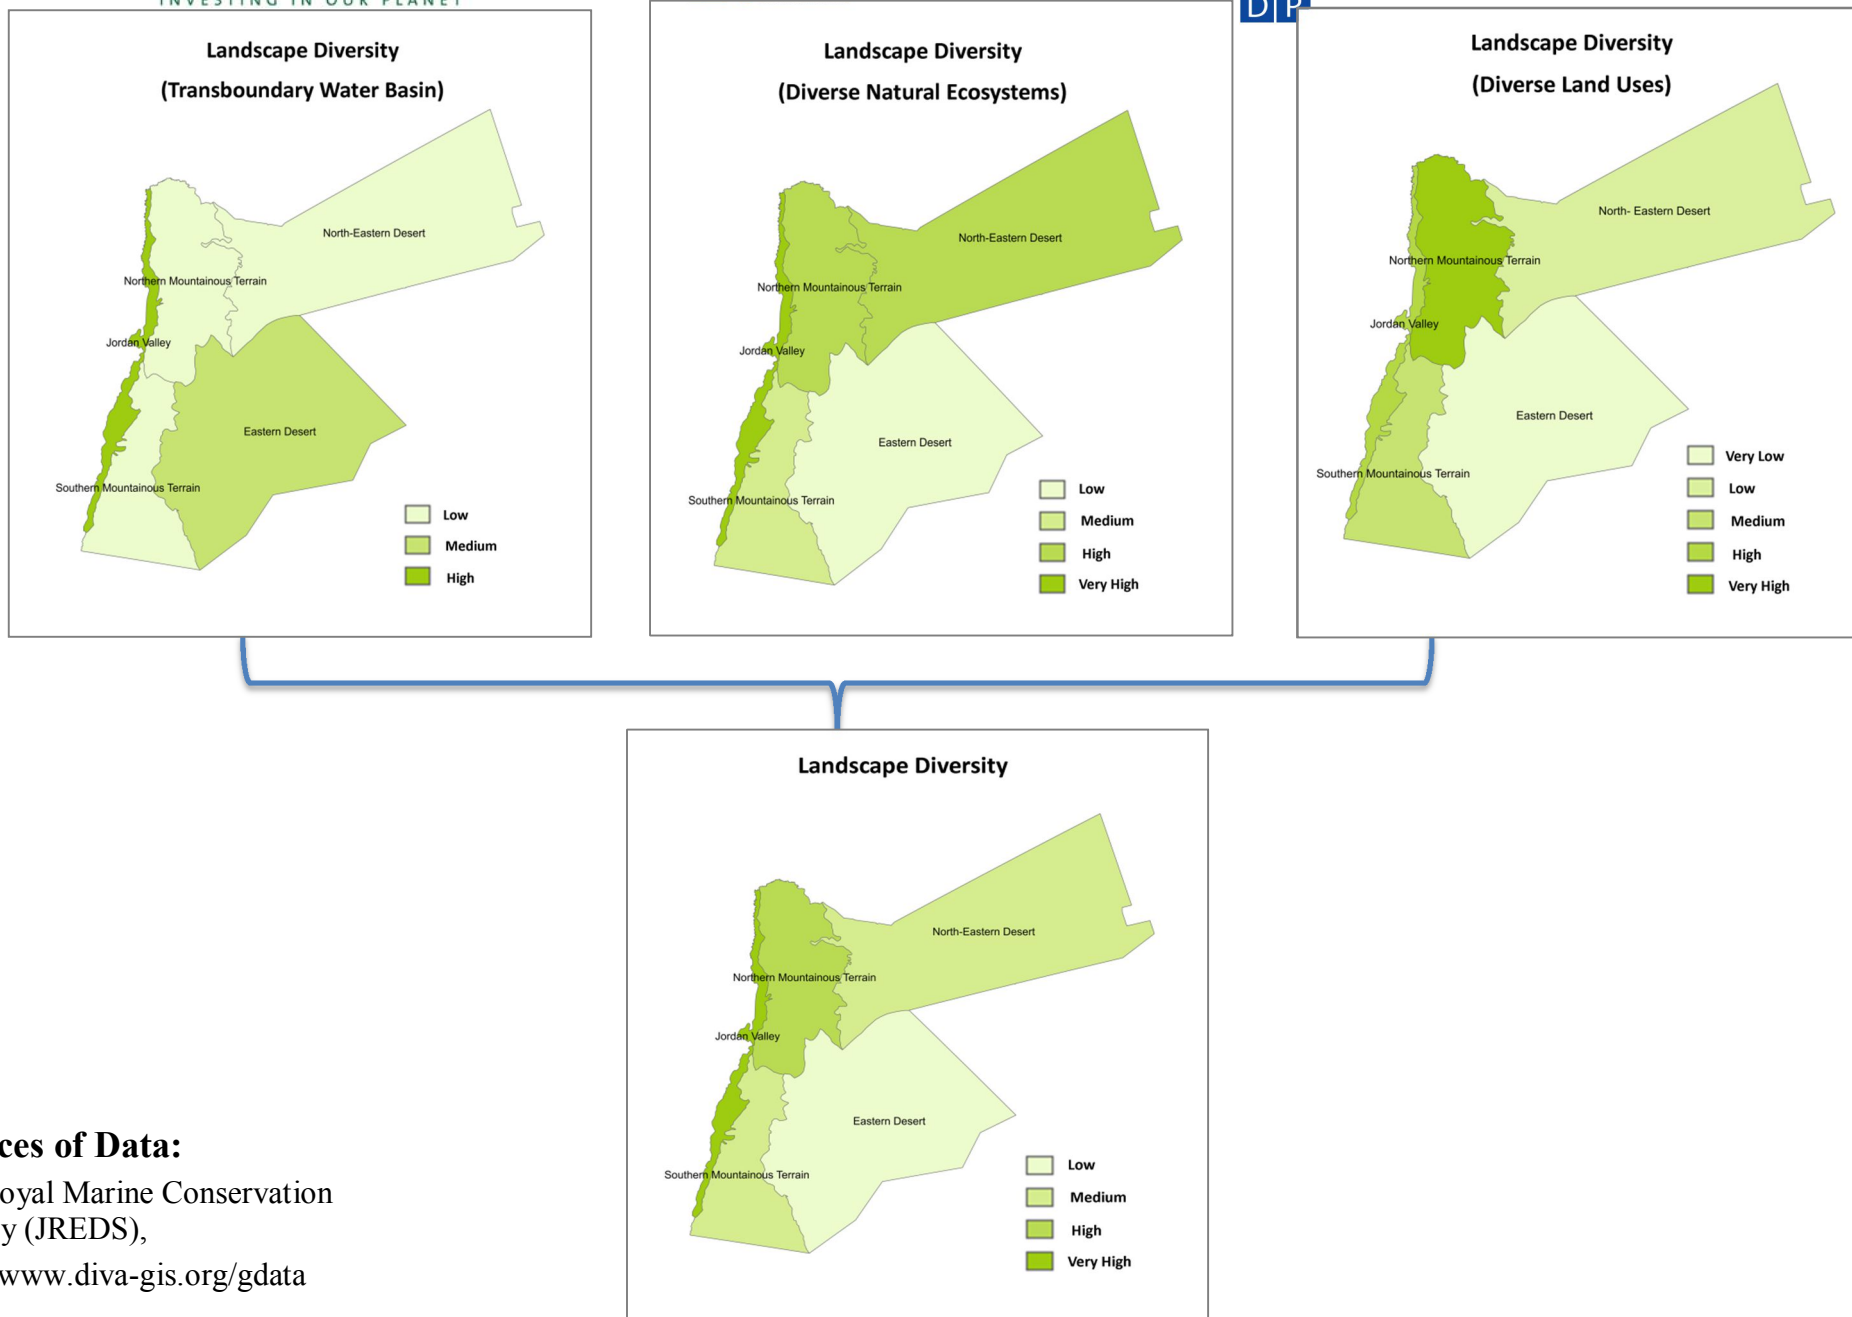 INVESTING IN OUR PLANET
D P
Landscape Diversity
(Transboundary Water Basin)
North-Eastern Desert
Northern Mountainous Terrain
Jordan Valley
Eastern Desert
Southern Mountainous Terrain
Low
Medium
High
Landscape Diversity
(Diverse Natural Ecosystems)
North-Eastern Desert
Northern Mountainous Terrain
Jordan Valley
Eastern Desert
Southern Mountainous Terrain
Low
Medium
High
Very High
Landscape Diversity
(Diverse Land Uses)
North- Eastern Desert
Northern Mountainous Terrain
Jordan Valley
Eastern Desert
Southern Mountainous Terrain
Very Low
Low
Medium
High
Very High
Landscape Diversity
North-Eastern Desert
Northern Mountainous Terrain
Jordan Valley
Eastern Desert
Southern Mountainous Terrain
Low
Medium
High
Very High
ces of Data:
oyal Marine Conservation
y (JREDS),
www.diva-gis.org/gdata